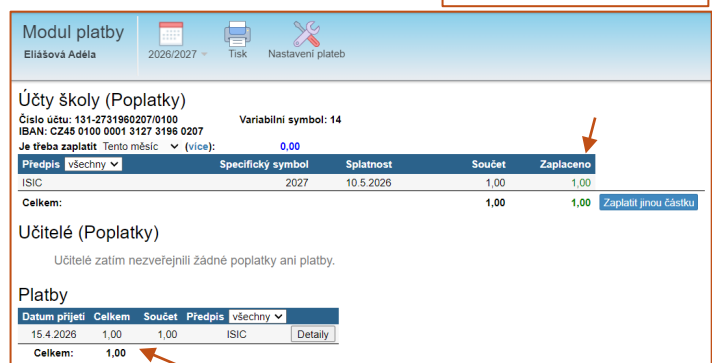 Modul platby
Eliášová Adéla
2026/2027
Tisk
Nastavení plateb
Účty školy (Poplatky)
Číslo účtu: 131-2731960207/0100 Variabilní symbol: 14
IBAN: CZ45 0100 0001 3127 3196 0207
Je třeba zaplatit Tento měsíc (více): 0,00
Předpis všechny Specifický symbol Splatnost Součet Zaplaceno
ISIC 2027 10.5.2026 1,00 1,00
Celkem: 1,00 1,00 Zaplatit jinou částku
Učitelé (Poplatky)
Učitelé zatím nezveřejnili žádné poplatky ani platby.
Platby
Datum přijetí Celkem Součet Předpis všechny
15.4.2026 1,00 1,00 ISIC Detaily
Celkem: 1,00